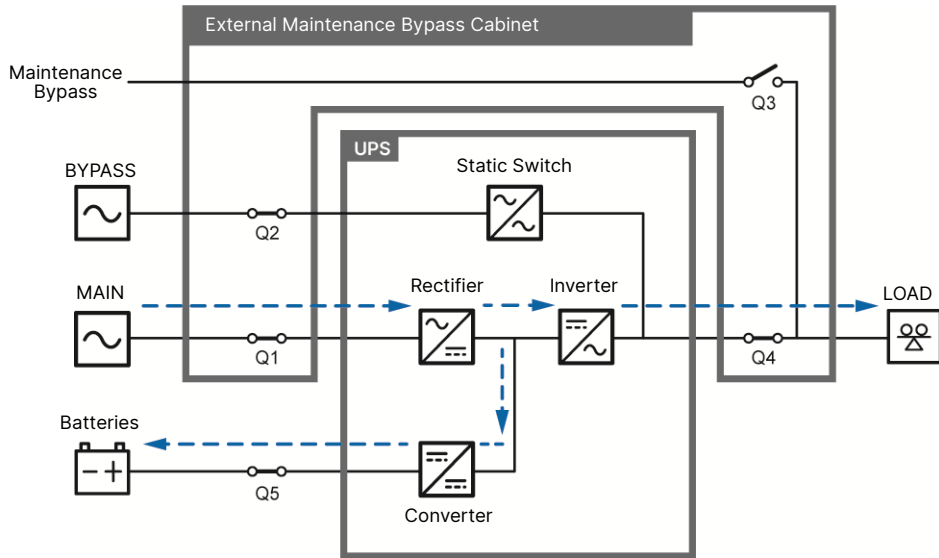 External Maintenance Bypass Cabinet
Maintenance
Bypass
Q3
UPS
BYPASS
Static Switch
Q2
MAIN
Rectifier
Inverter
LOAD
Q1
Q4
Batteries
Q5
Converter